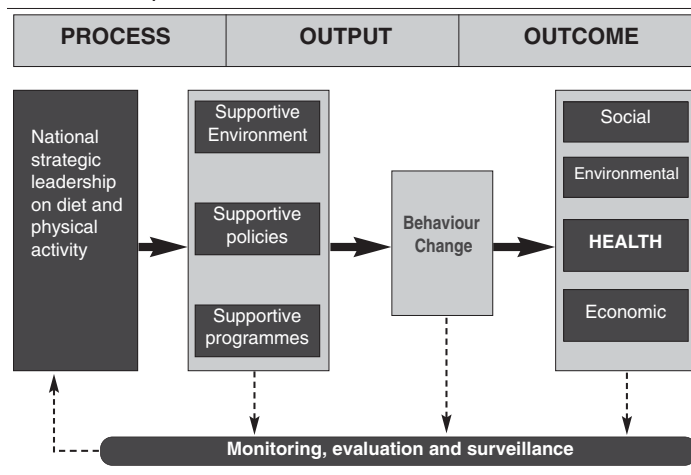 PROCESS
OUTPUT
OUTCOME
National
strategic
leadership
on diet and
physical
activity
Supportive
Environment
Supportive
policies
Supportive
programmes
Behaviour
Change
Social
Environmental
HEALTH
Economic
Monitoring, evaluation and surveillance